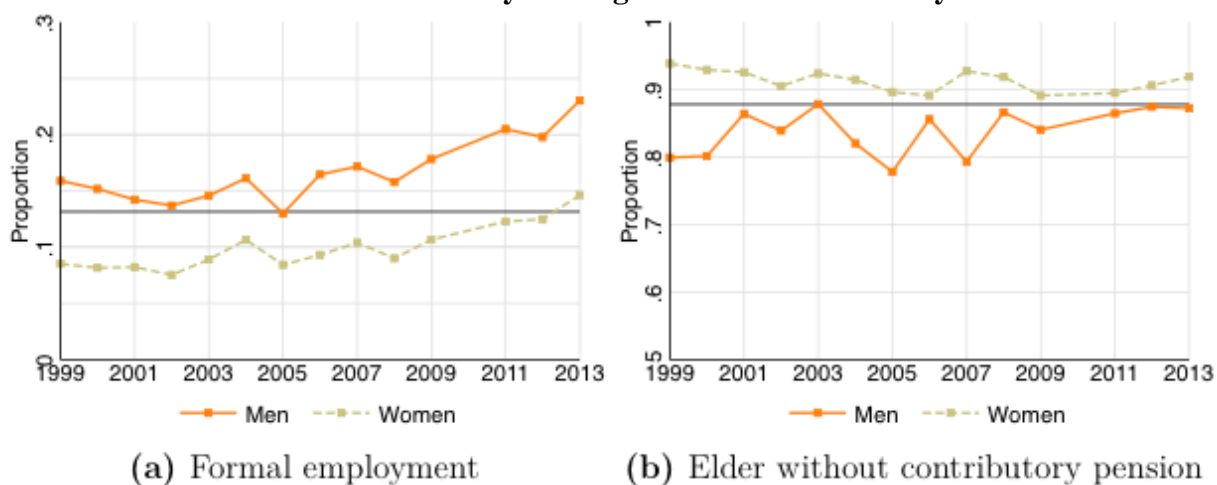 .3
.2
.1
0
Proportion
1999 2001 2003 2005 2007 2009 2011 2013
Men Women
(a) Formal employment
1
.9
.8
.7
.6
.5
Proportion
1999 2001 2003 2005 2007 2009 2011 2013
Men Women
(b) Elder without contributory pension